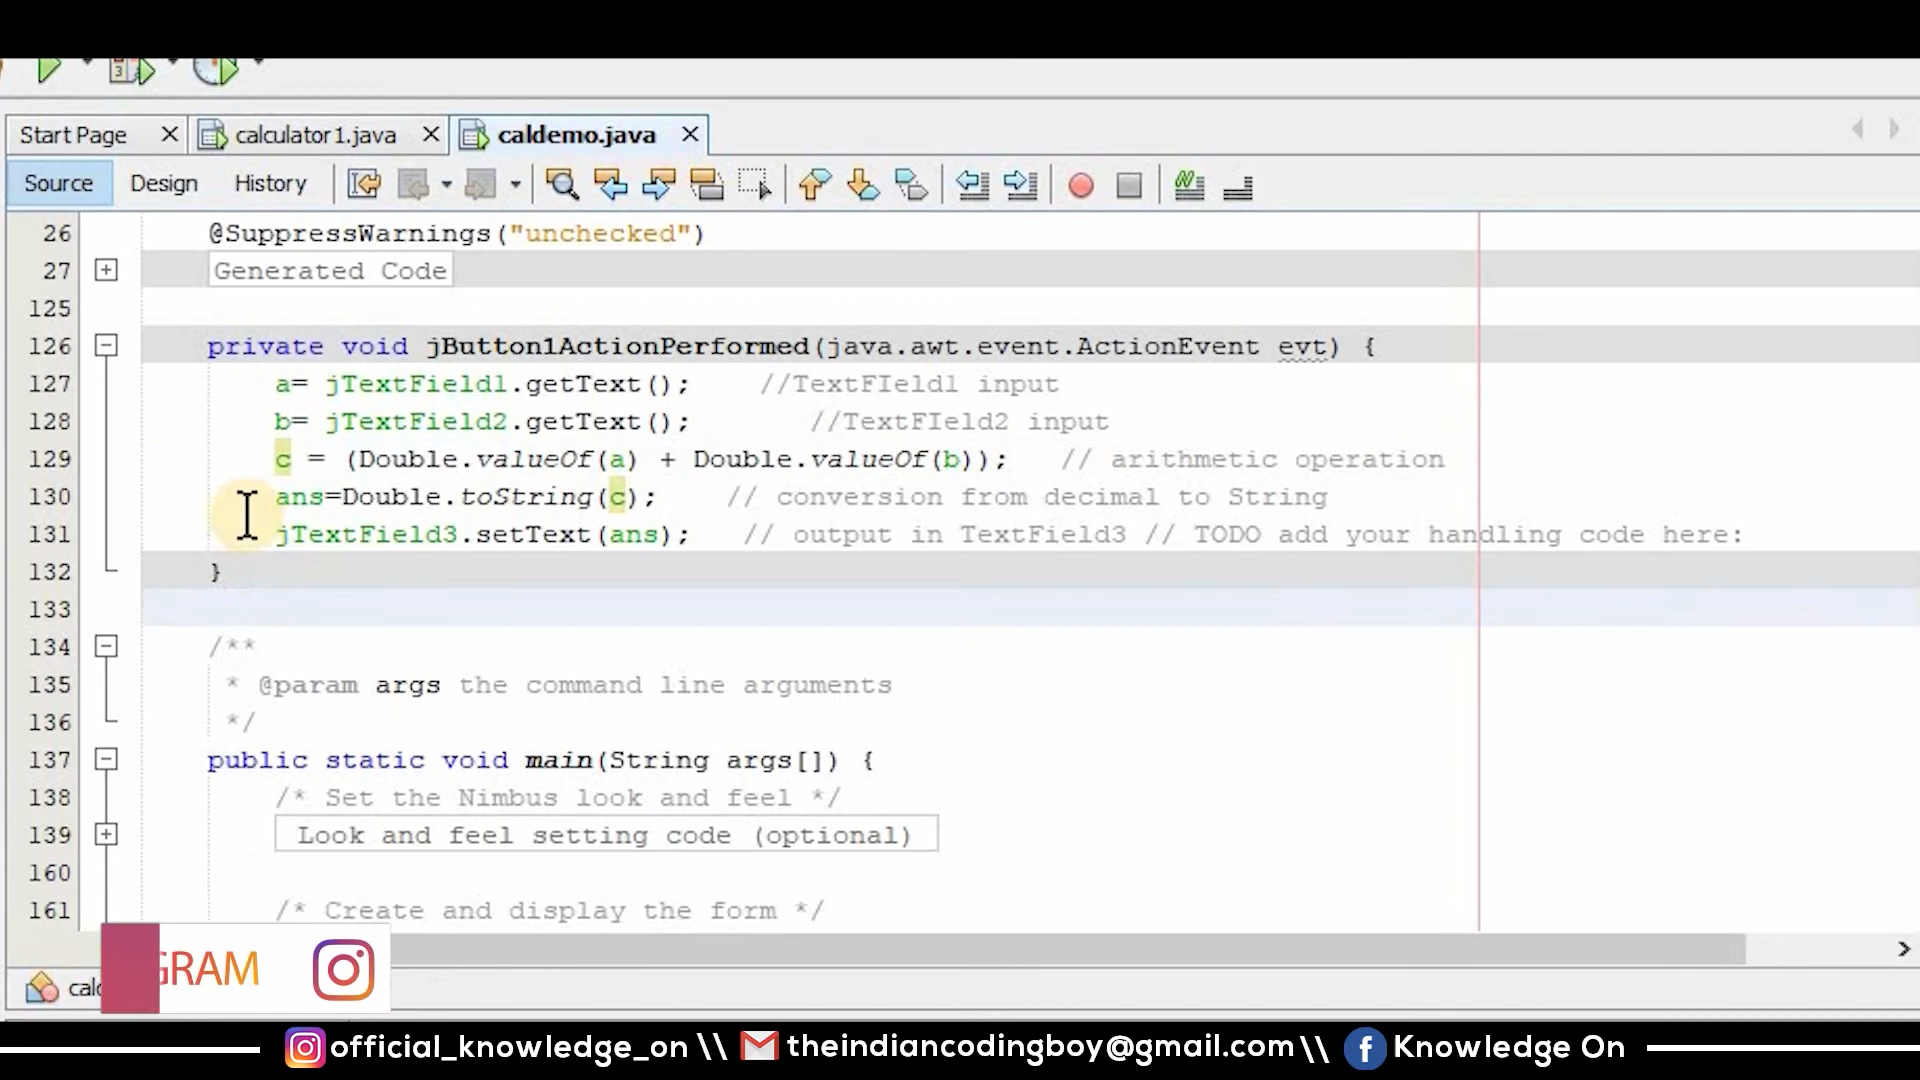 3
Start Page
calculator1.java
caldemo.java
Source Design History
26 @SuppressWarnings("unchecked")
27 Generated Code
125
126 private void jButton1ActionPerformed(java.awt.event.ActionEvent evt) {
127 a= jTextField1.getText(); //TextFIeld1 input
128 b= jTextField2.getText(); //TextFIeld2 input
129 c = (Double.valueOf(a) + Double.valueOf(b)); // arithmetic operation
130 ans=Double.toString(c); // conversion from decimal to String
131 jTextField3.setText(ans); // output in TextField3 // TODO add your handling code here:
132 }
133
134 /**
135 * @param args the command line arguments
136 */
137 public static void main(String args[]) {
138 /* Set the Nimbus look and feel */
139 Look and feel setting code (optional)
160
161 /* Create and display the form */
GRAM
cald
official_knowledge_on \\ theindiancodingboy@gmail.com \\ Knowledge On